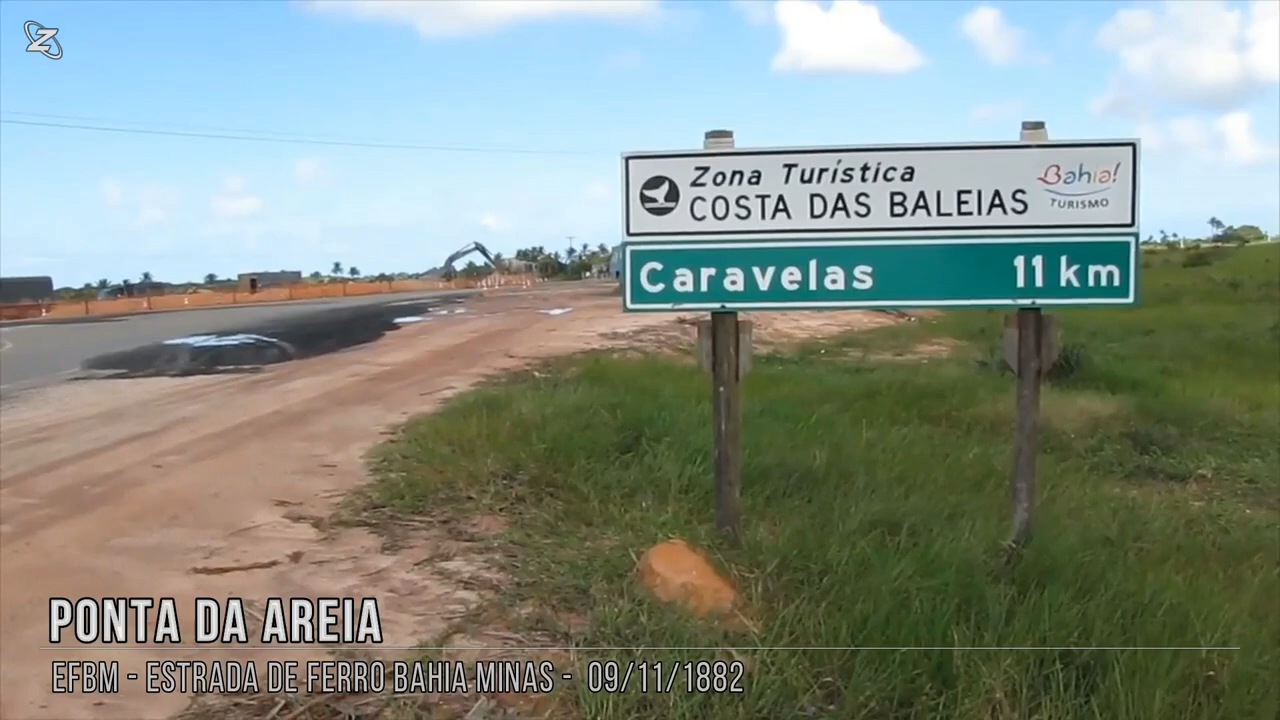 Z
Zona Turística
COSTA DAS BALEIAS
Bahia!
TURISMO
Caravelas 11 km
PONTA DA AREIA
EFBM - ESTRADA DE FERRO BAHIA MINAS - 09/11/1882